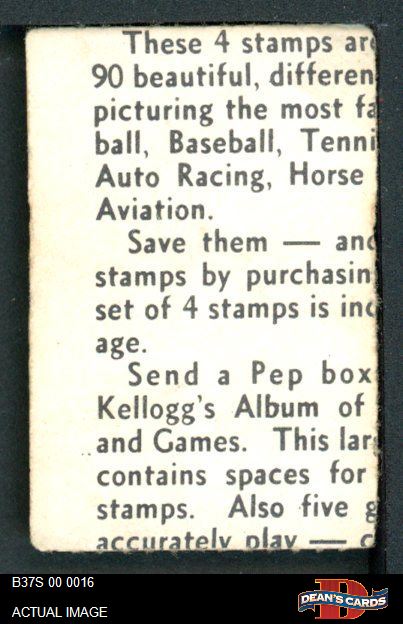 These 4 stamps are
90 beautiful, differen
picturing the most fa
ball, Baseball, Tenni
Auto Racing, Horse
Aviation.
Save them — and
stamps by purchasin
set of 4 stamps is inc
age.
Send a Pep box
Kellogg's Album of
and Games. This lar
contains spaces for
stamps. Also five g
accurately play — c
B37S 00 0016
ACTUAL IMAGE
DEAN'S CARDS